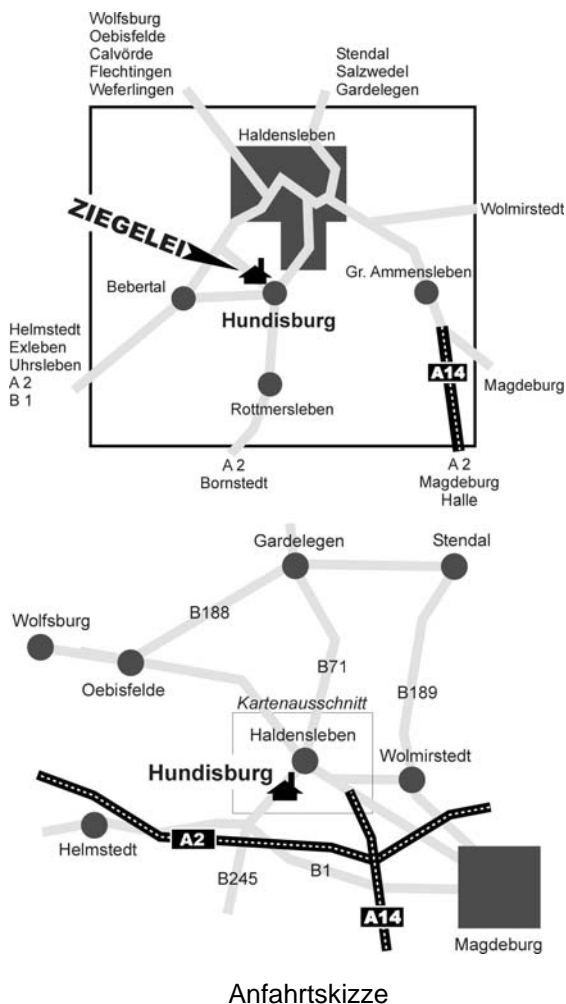 Wolfsburg
Oebisfelde
Calvörde
Flechtingen
Weferlingen
Stendal
Salzwedel
Gardelegen
Haldensleben
ZIEGELEI
Wolmirstedt
Gr. Ammensleben
Bebertal
Hundisburg
Helmstedt
Exleben
Uhrsleben
A 2
B 1
A14
Magdeburg
Rottmersleben
A 2
Bornstedt
A 2
Magdeburg
Halle
Gardelegen
Stendal
B188
Wolfsburg
B71
Oebisfelde
B189
Kartenausschnitt
Haldensleben
Wolmirstedt
Hundisburg
A2
Helmstedt
B1
B245
A14
Magdeburg
Anfahrtskizze